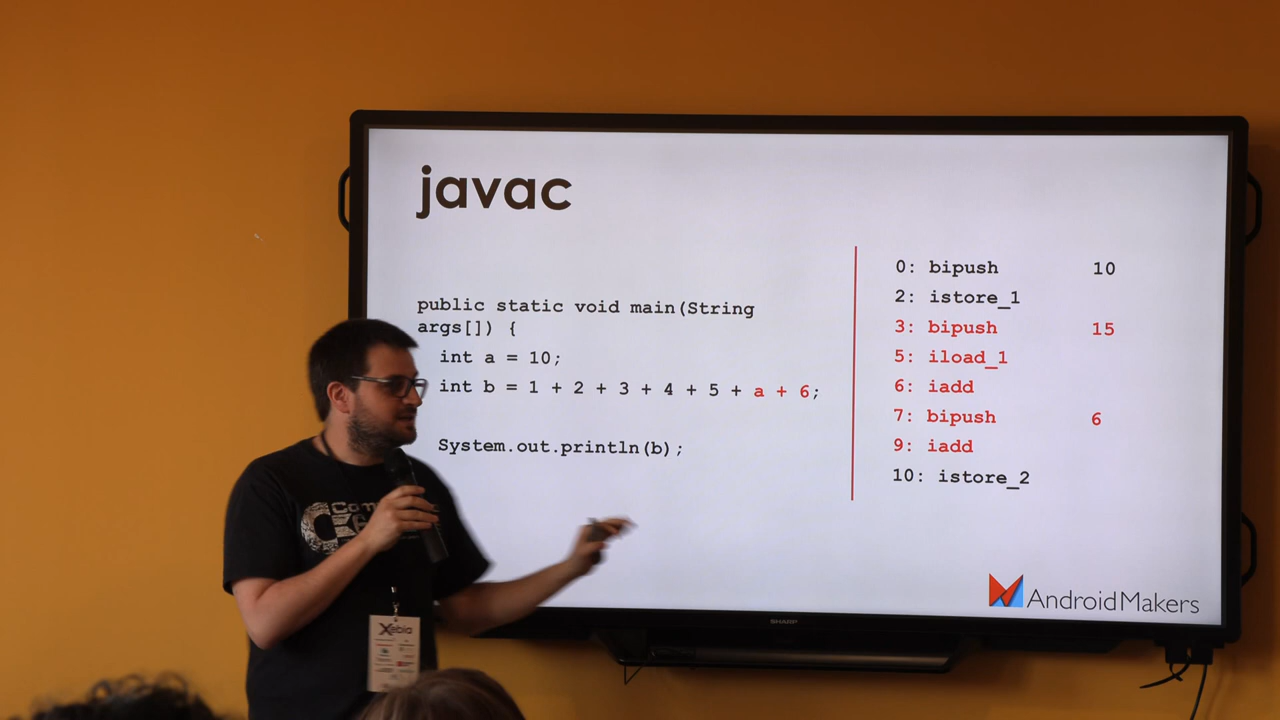 javac
public static void main(String
args[]) {
int a = 10;
int b = 1 + 2 + 3 + 4 + 5 + a + 6;
System.out.println(b);
0: bipush 10
2: istore_1
3: bipush 15
5: iload_1
6: iadd
7: bipush 6
9: iadd
10: istore_2
AndroidMakers
SHARP
Xebia